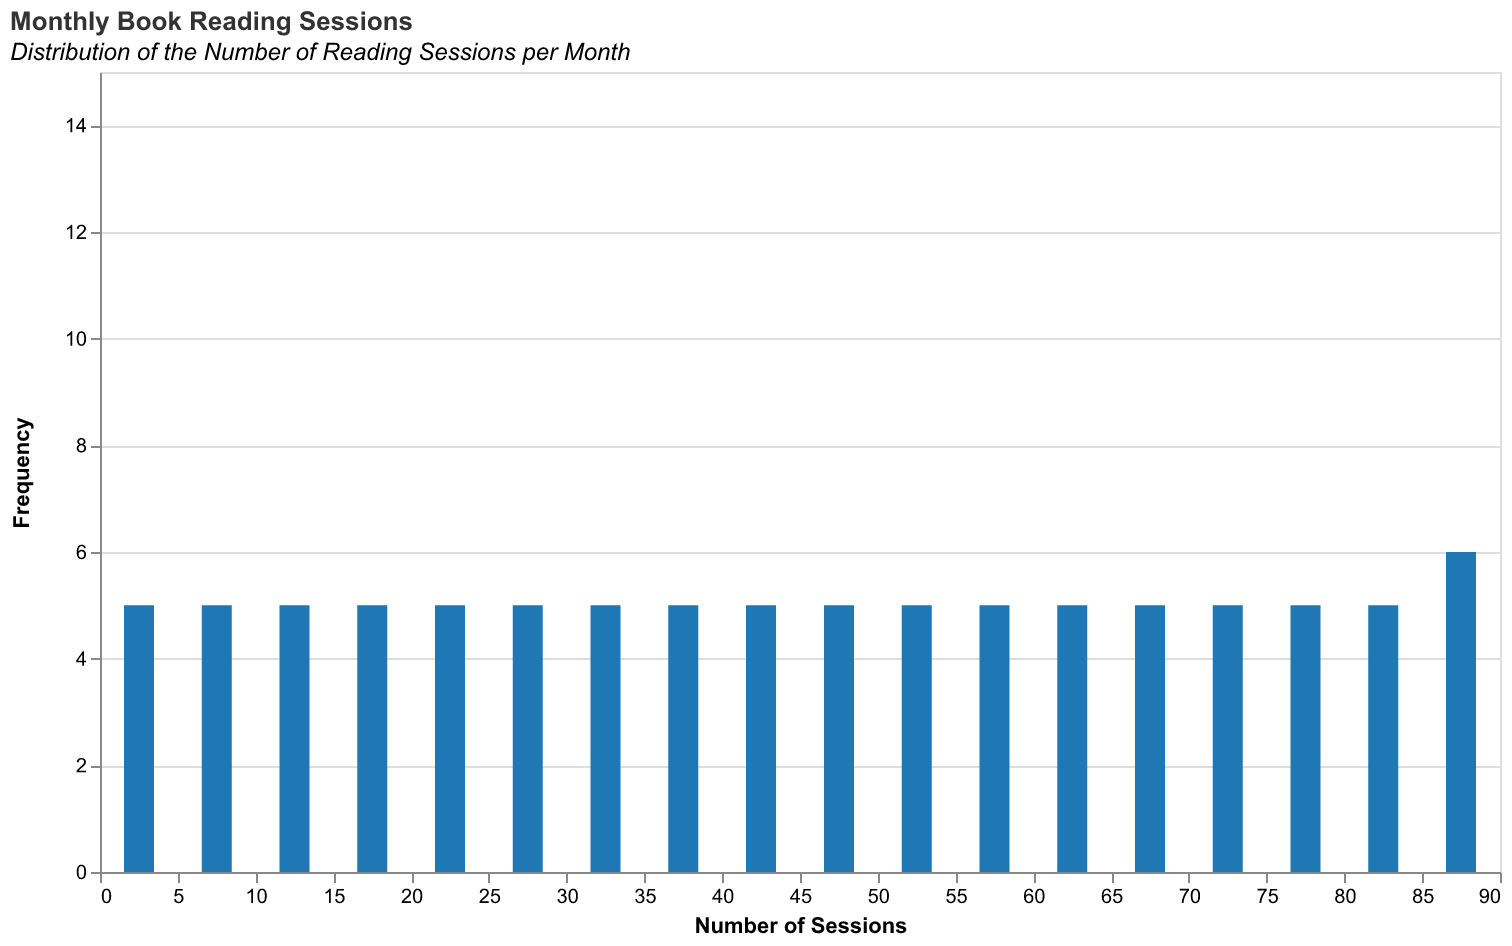 Monthly Book Reading Sessions
Distribution of the Number of Reading Sessions per Month
14
12
10
8
6
4
2
0
Frequency
0 5 10 15 20 25 30 35 40 45 50 55 60 65 70 75 80 85 90
Number of Sessions